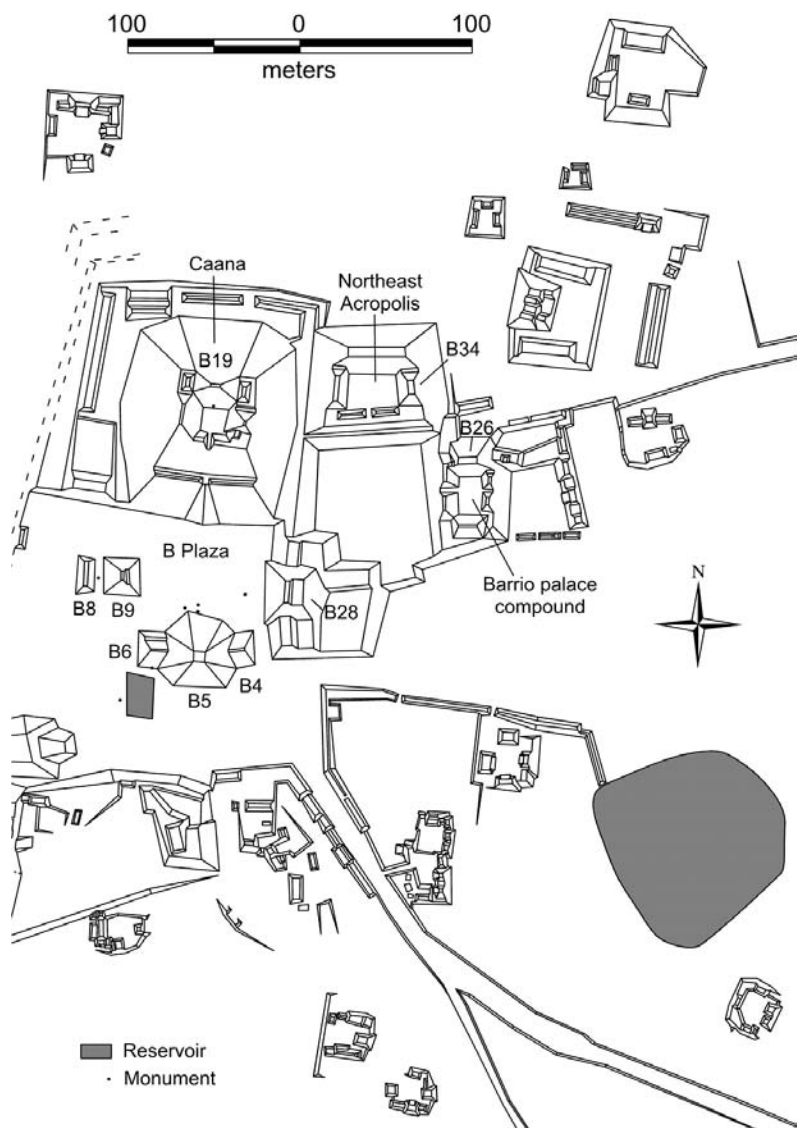 100 0 100
meters
Caana
Northeast
Acropolis
B34
B19
B26
B Plaza
Barrio palace
compound
N
B8 B9
B28
B6
B4
B5
Reservoir
Monument